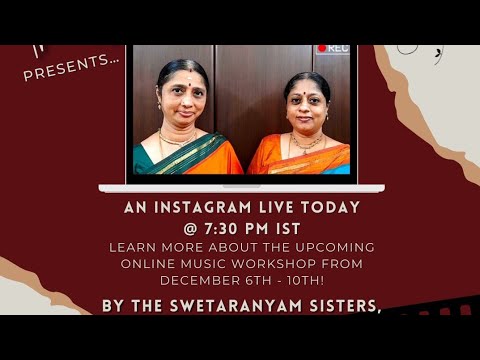 PRESENTS...
REC
AN INSTAGRAM LIVE TODAY
@ 7:30 PM IST
LEARN MORE ABOUT THE UPCOMING
ONLINE MUSIC WORKSHOP FROM
DECEMBER 6TH - 10TH!
BY THE SWETARANYAM SISTERS,